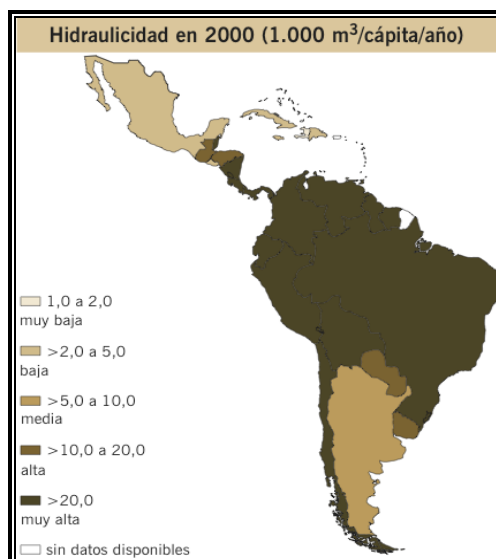 Hidraulicidad en 2000 (1.000 m³/cápita/año)
1,0 a 2,0
muy baja
>2,0 a 5,0
baja
>5,0 a 10,0
media
>10,0 a 20,0
alta
>20,0
muy alta
sin datos disponibles